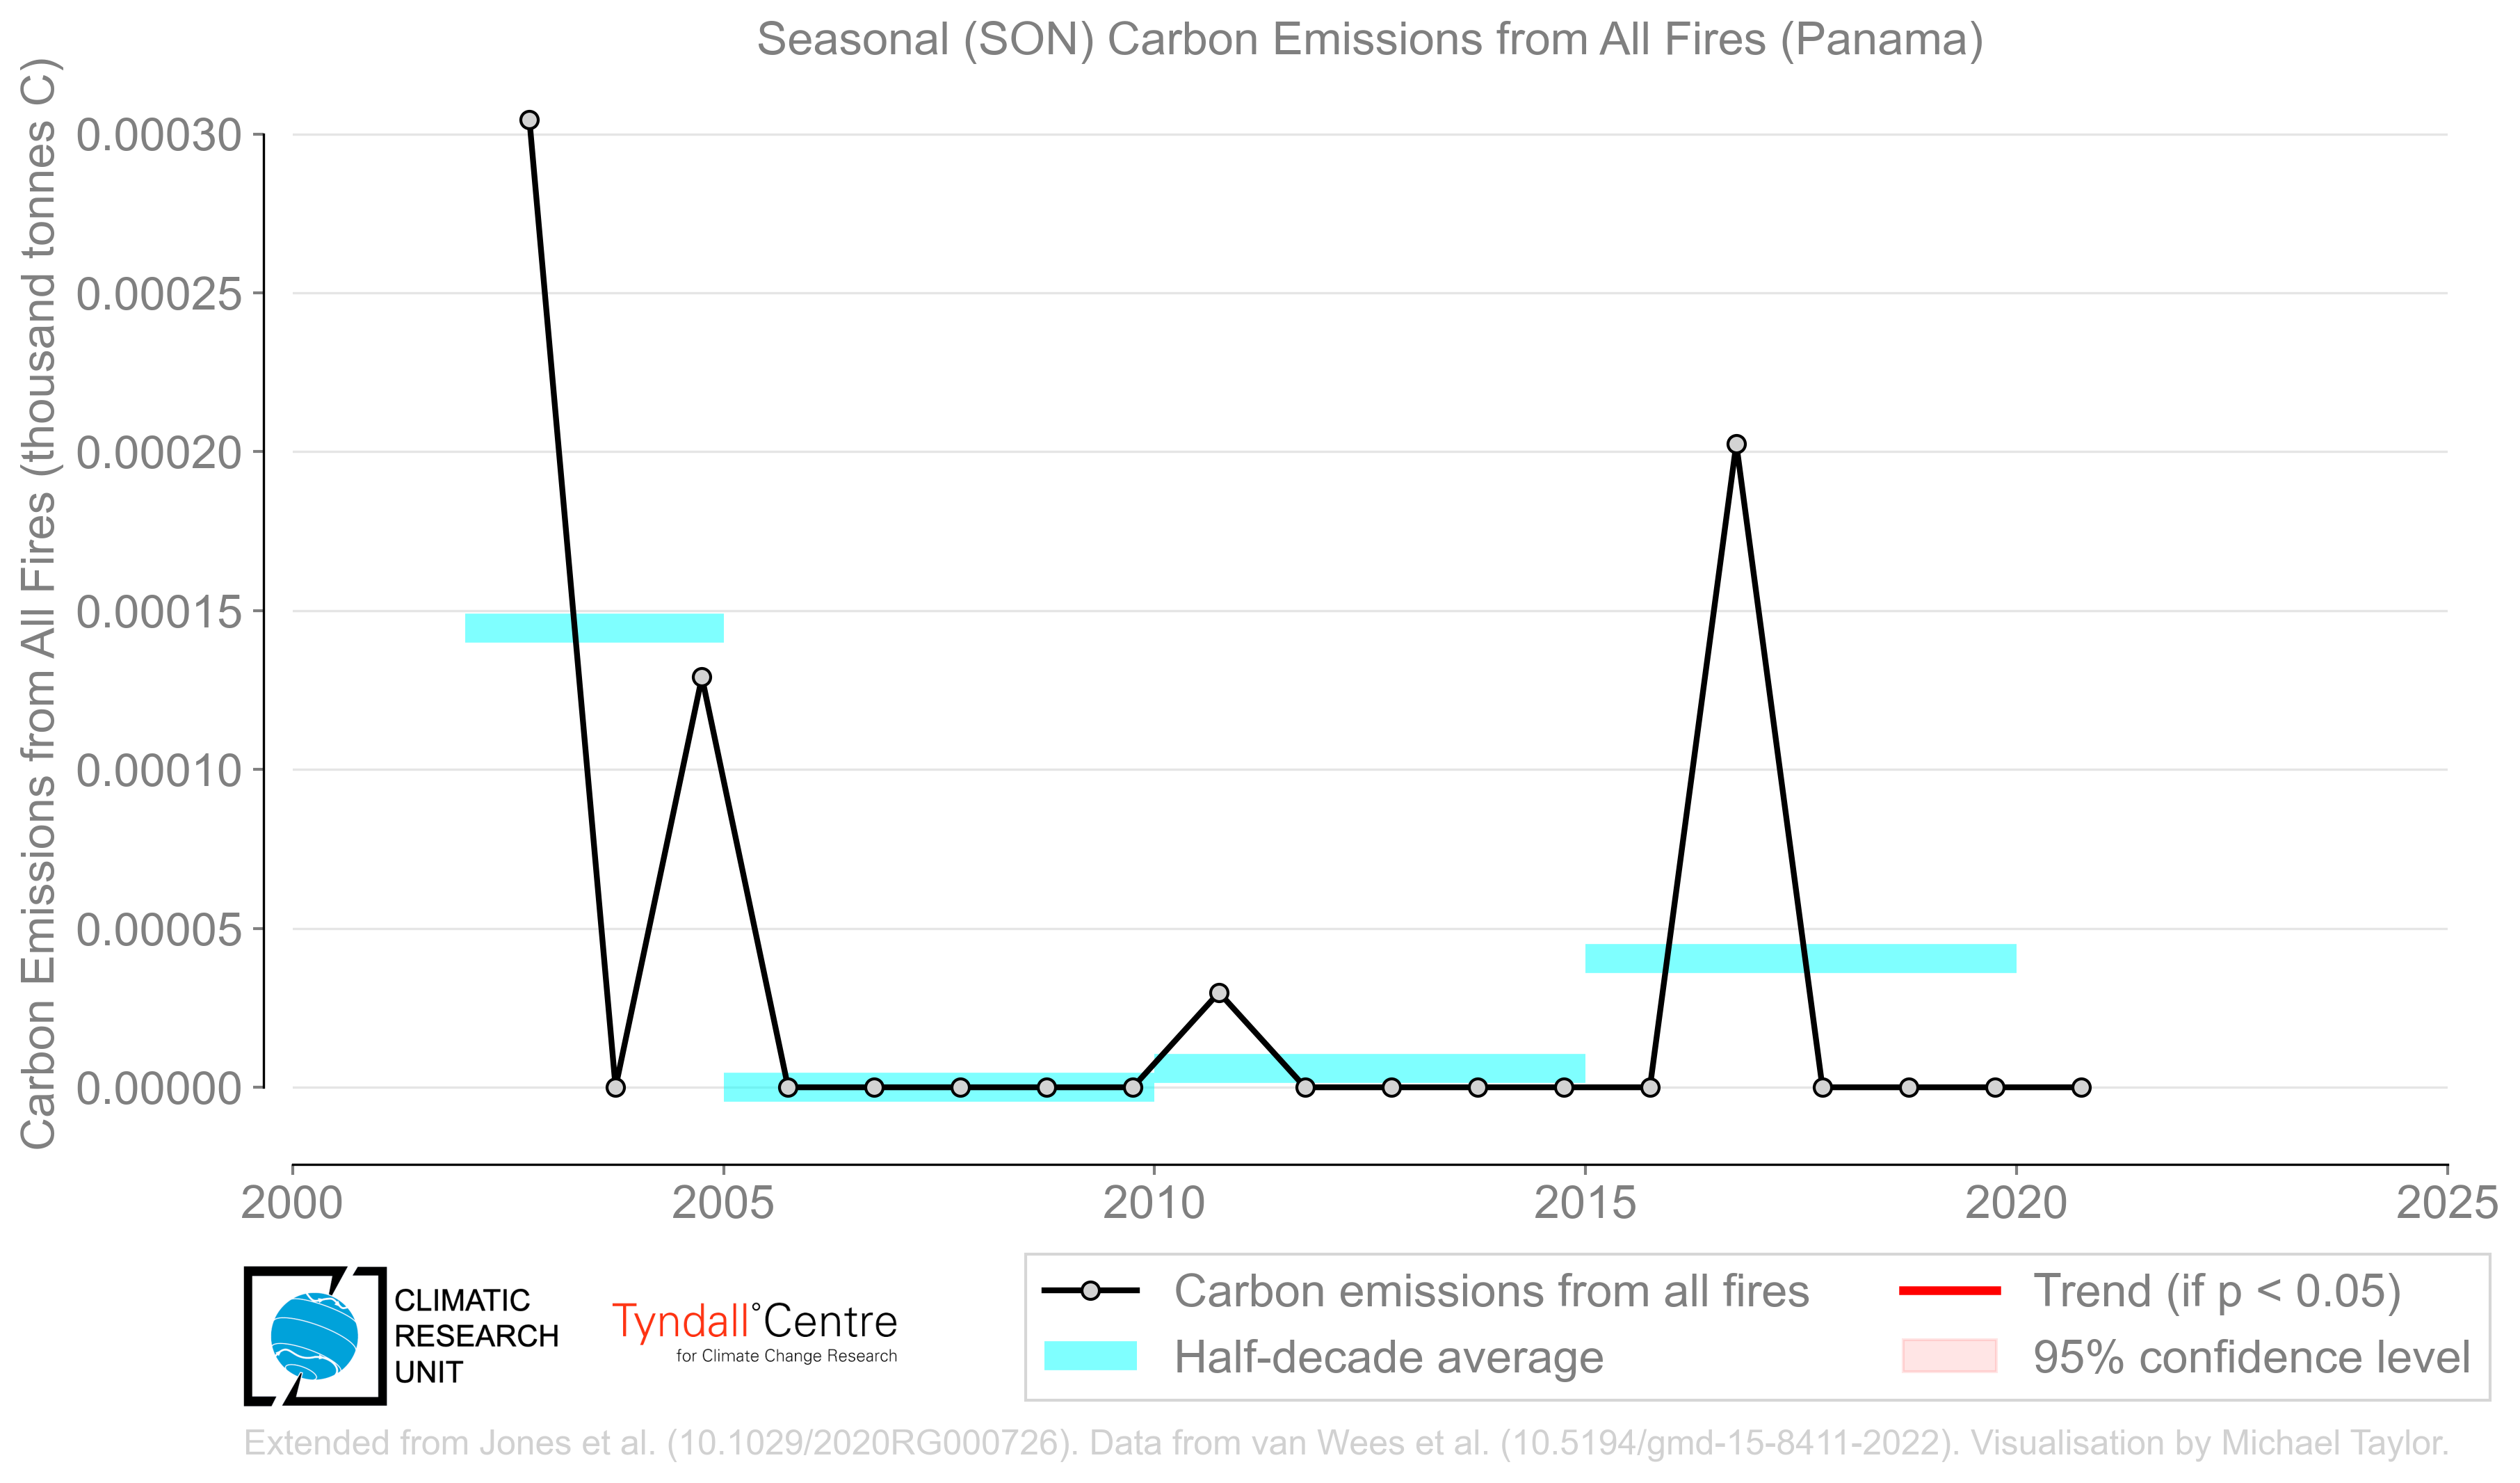 Seasonal (SON) Carbon Emissions from All Fires (Panama)
Carbon Emissions from All Fires (thousand tonnes C)
0.00030
0.00025
0.00020
0.00015
0.00010
0.00005
0.00000
2000 2005 2010 2015 2020 2025
CLIMATIC
RESEARCH
UNIT
Tyndall°Centre
for Climate Change Research
Carbon emissions from all fires
Half-decade average
Trend (if p < 0.05)
95% confidence level
Extended from Jones et al. (10.1029/2020RG000726). Data from van Wees et al. (10.5194/gmd-15-8411-2022). Visualisation by Michael Taylor.